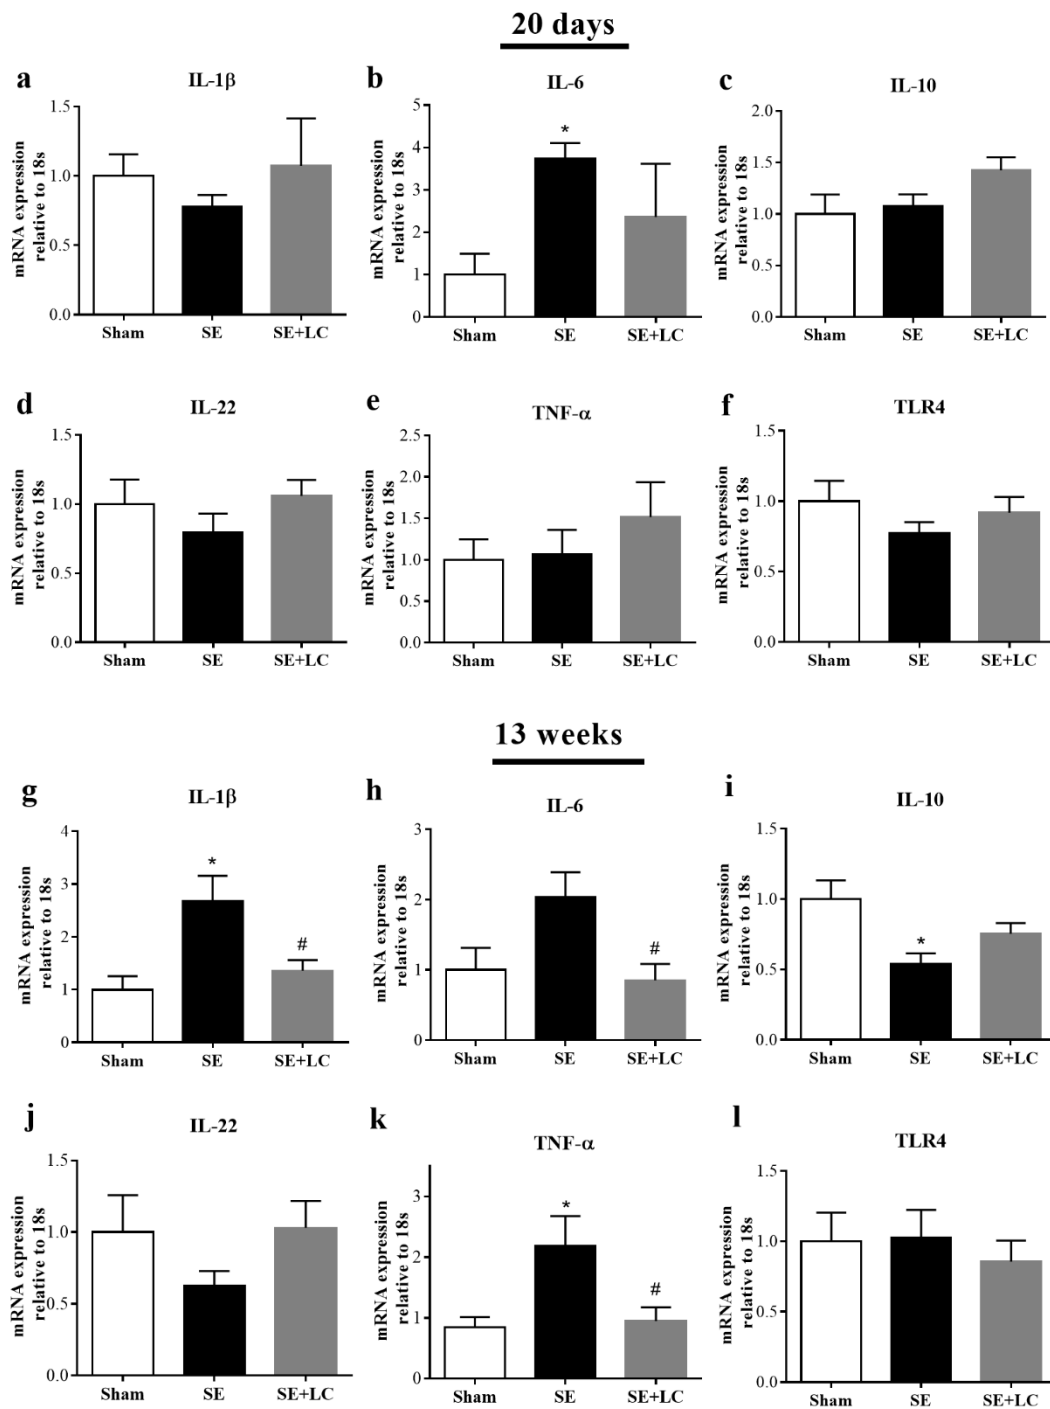 20 days
a
IL-1β
mRNA expression
relative to 18s
1.5
1.0
0.5
0.0
Sham SE SE+LC
b
IL-6
mRNA expression
relative to 18s
5
4
3
2
1
0
*
Sham SE SE+LC
c
IL-10
mRNA expression
relative to 18s
2.0
1.5
1.0
0.5
0.0
Sham SE SE+LC
d
IL-22
mRNA expression
relative to 18s
1.5
1.0
0.5
0.0
Sham SE SE+LC
e
TNF-α
mRNA expression
relative to 18s
2.5
2.0
1.5
1.0
0.5
0.0
Sham SE SE+LC
f
TLR4
mRNA expression
relative to 18s
1.5
1.0
0.5
0.0
Sham SE SE+LC
13 weeks
g
IL-1β
mRNA expression
relative to 18s
4
3
2
1
0
*
#
Sham SE SE+LC
h
IL-6
mRNA expression
relative to 18s
3
2
1
0
#
Sham SE SE+LC
i
IL-10
mRNA expression
relative to 18s
1.5
1.0
0.5
0.0
*
Sham SE SE+LC
j
IL-22
mRNA expression
relative to 18s
1.5
1.0
0.5
0.0
Sham SE SE+LC
k
TNF-α
mRNA expression
relative to 18s
3
2
1
0
*
#
Sham SE SE+LC
l
TLR4
mRNA expression
relative to 18s
1.5
1.0
0.5
0.0
Sham SE SE+LC